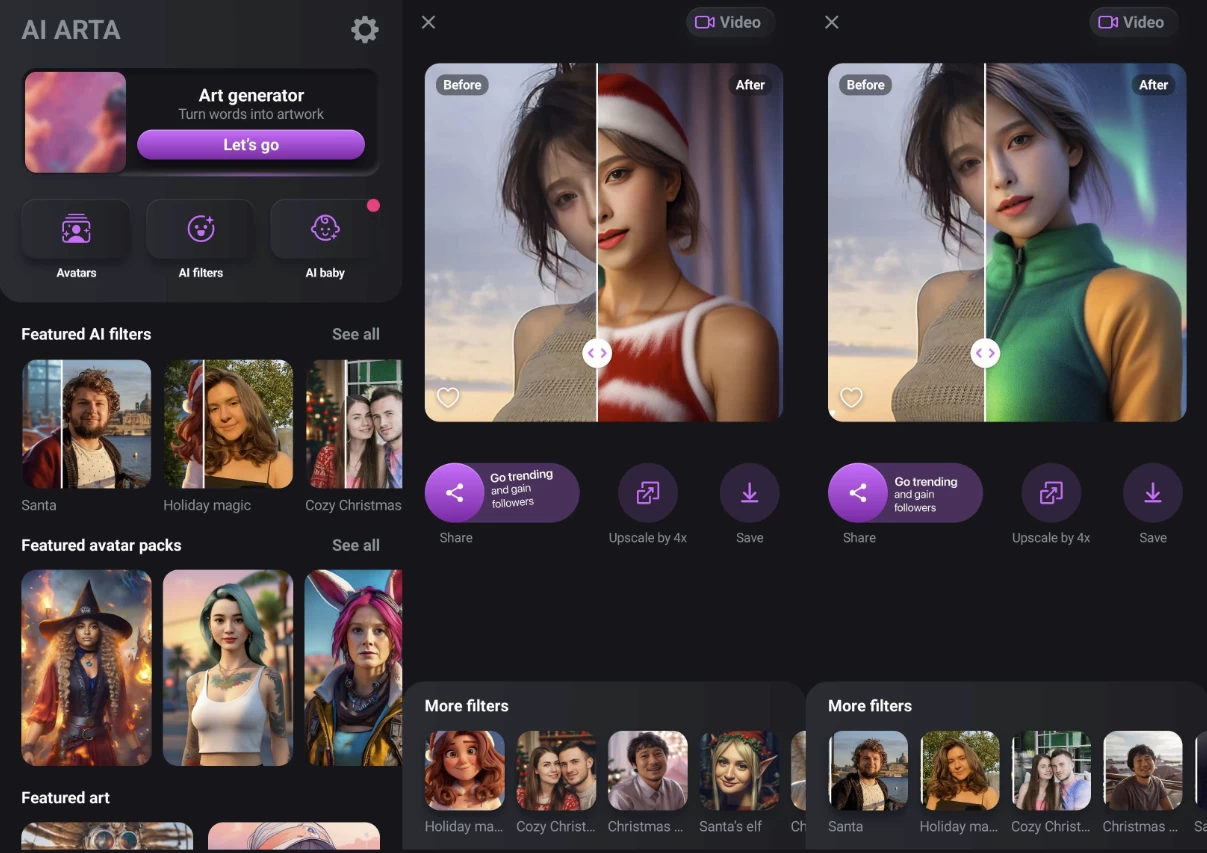 AI ARTA
Art generator
Turn words into artwork
Let's go
Avatars
AI filters
AI baby
Featured AI filters
See all
Santa
Holiday magic
Cozy Christmas
Featured avatar packs
See all
Featured art
Video
Before
After
Go trending
and gain
followers
Share
Upscale by 4x
Save
More filters
Holiday ma...
Cozy Christ...
Christmas ...
Santa's elf
Ch
Video
Before
After
Go trending
and gain
followers
Share
Upscale by 4x
Save
More filters
Santa
Holiday ma...
Cozy Christ...
Christmas ...
Sa